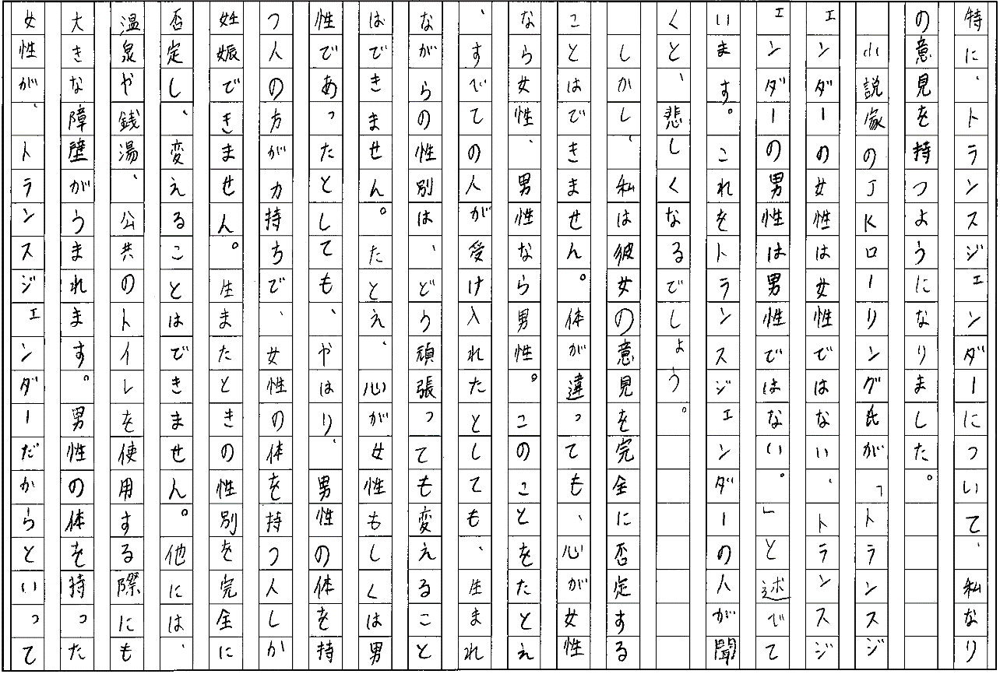 特に、トランスジェンダーについて、私なり
の意見を持つようになりました。
小説家のJKローリング氏が「トランスジ
ェンダーの女性は女性ではない、トランスジ
ェンダーの男性は男性ではない。」と述べて
います。これをトランスジェンダーの人が聞
くと、悲しくなるでしょう。
しかし、私は彼女の意見を完全に否定する
ことはできません。体が違っても、心が女性
なら女性、男性なら男性。このことをたとえ
、すべての人が受け入れたとしても、生まれ
ながらの性別は、どう頑張っても変えること
はできません。たとえ、心が女性もしくは男
性であったとしても、やはり、男性の体を持
つ人の方が力持ちで、女性の体を持つ人しか
妊娠できません。生またときの性別を完全に
否定し、変えることはできません。他には、
温泉や銭湯、公共のトイレを使用する際にも
大きな障壁がうまれます。男性の体を持った
女性が、トランスジェンダーだからといって